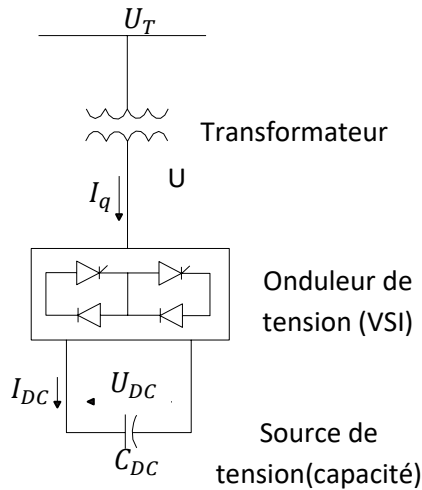 U_T
Transformateur
U
I_q
Onduleur de
tension (VSI)
I_DC
U_DC
C_DC
Source de
tension(capacité)